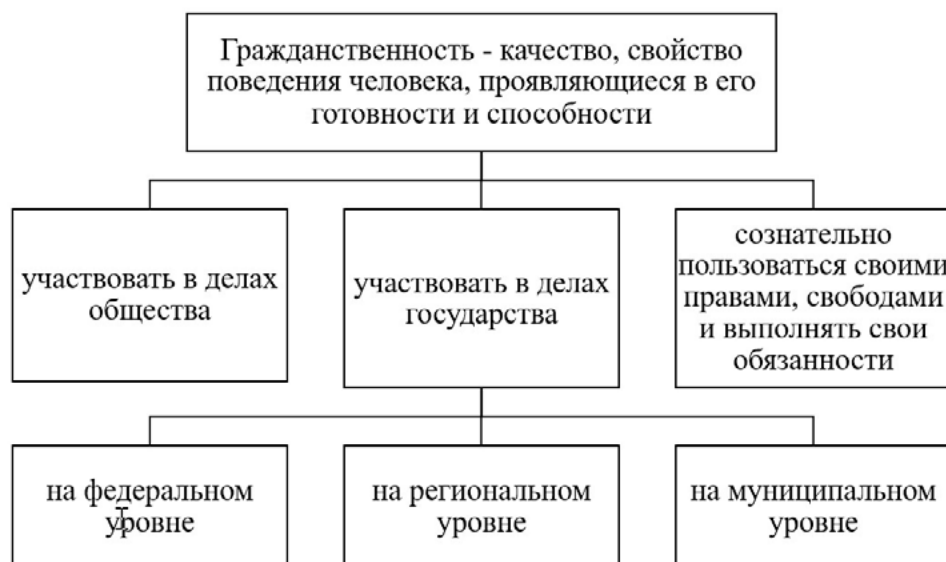 Гражданственность - качество, свойство
поведения человека, проявляющиеся в его
готовности и способности
участвовать в делах
общества
участвовать в делах
государства
сознательно
пользоваться своими
правами, свободами
и выполнять свои
обязанности
на федеральном
уровне
на региональном
уровне
на муниципальном
уровне